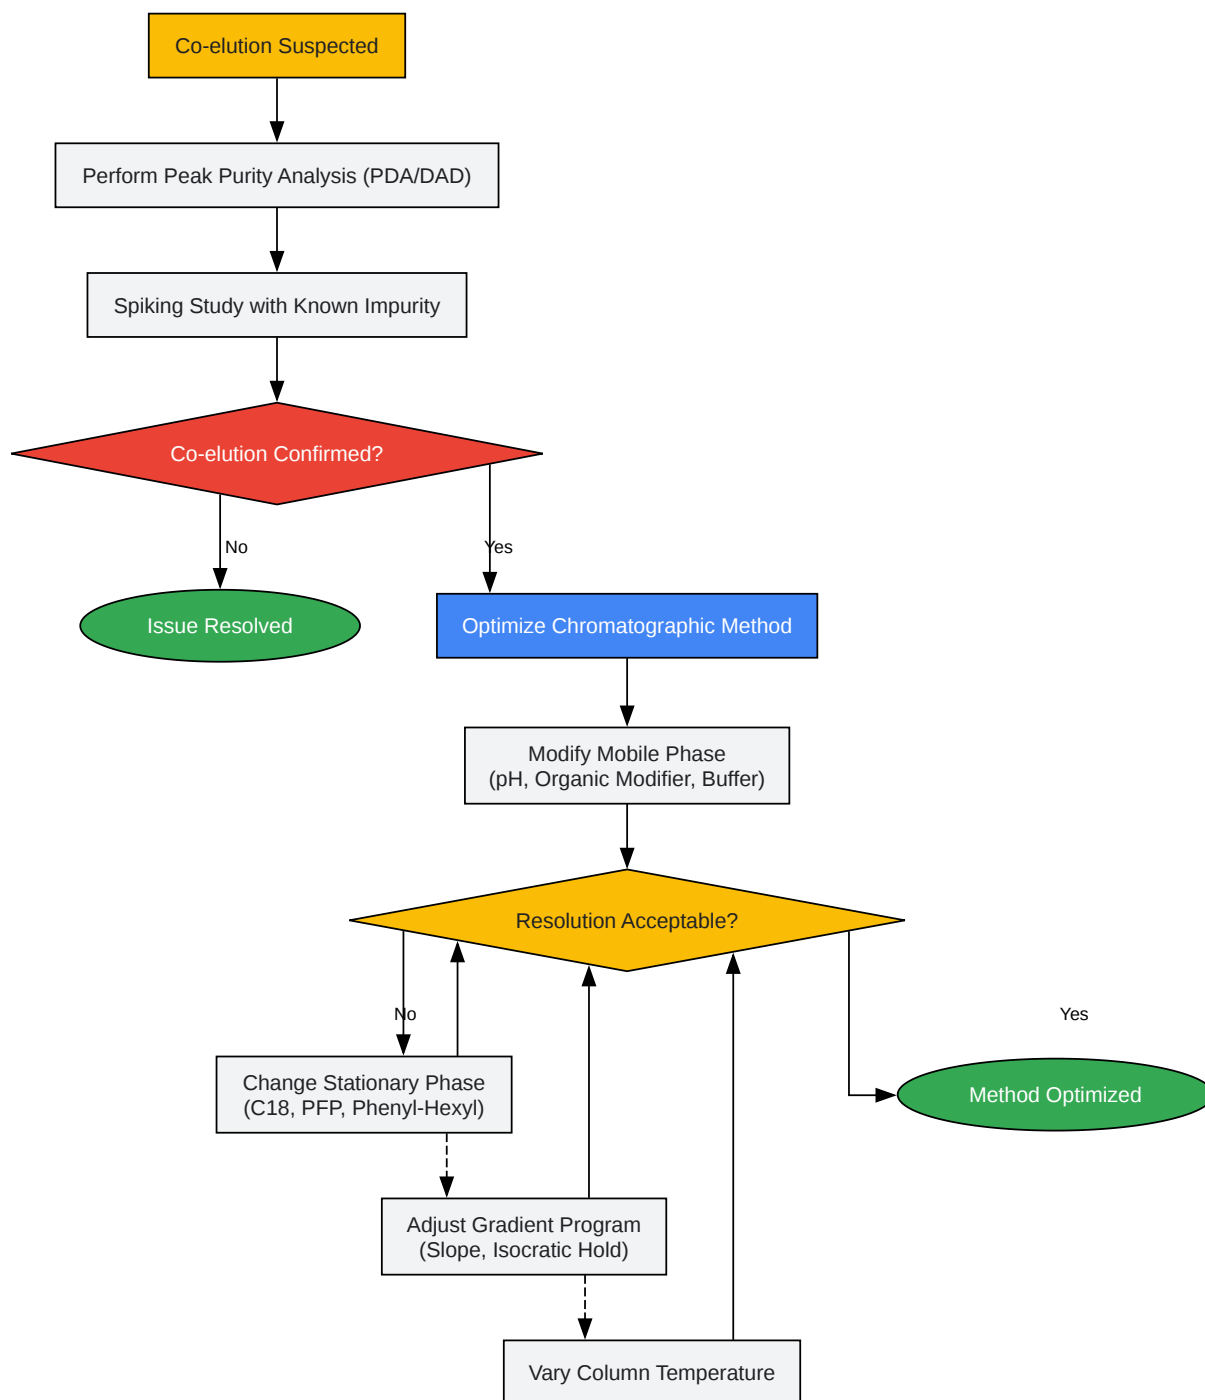 Co-elution Suspected
Perform Peak Purity Analysis (PDA/DAD)
Spiking Study with Known Impurity
Co-elution Confirmed?
No
Yes
Issue Resolved
Optimize Chromatographic Method
Modify Mobile Phase
(pH, Organic Modifier, Buffer)
Resolution Acceptable?
No
Yes
Change Stationary Phase
(C18, PFP, Phenyl-Hexyl)
Method Optimized
Adjust Gradient Program
(Slope, Isocratic Hold)
Vary Column Temperature